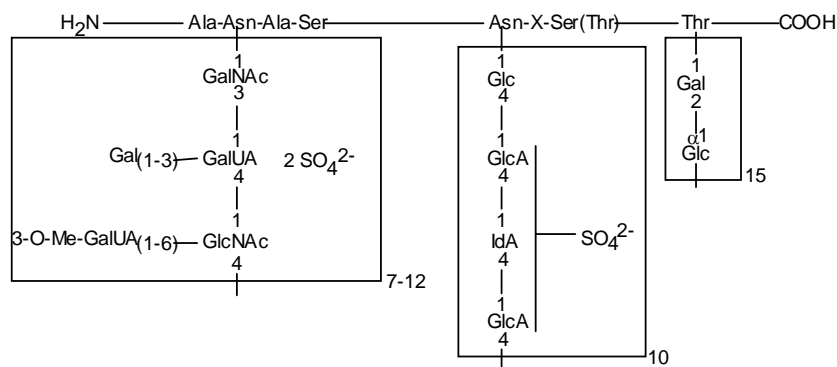 H2N Ala-Asn-Ala-Ser Asn-X-Ser(Thr) Thr COOH
1
GalNAc
3
1
Gal(1-3) GalUA 2 SO4 2-
4
1
3-O-Me-GalUA(1-6) GlcNAc
4
7-12
1
Glc
4
1
GlcA
4
1
IdA SO4 2-
4
1
GlcA
4
10
1
Gal
2
α1
Glc
15